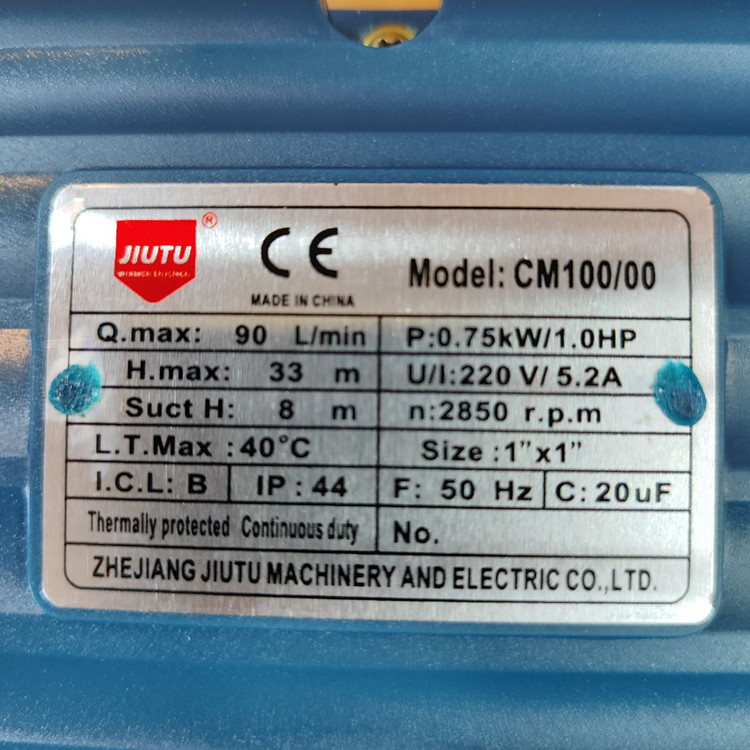 JIUTU ®
CE
MADE IN CHINA
Model: CM100/00
Q.max: 90 L/min
P:0.75kW/1.0HP
H.max: 33 m
U/I:220 V/ 5.2A
Suct H: 8 m
n:2850 r.p.m
L.T.Max :40°C
Size :1”x1”
I.C.L: B
IP : 44
F: 50 Hz
C: 20uF
Thermally protected Continuous duty
No.
ZHEJIANG JIUTU MACHINERY AND ELECTRIC CO.,LTD.